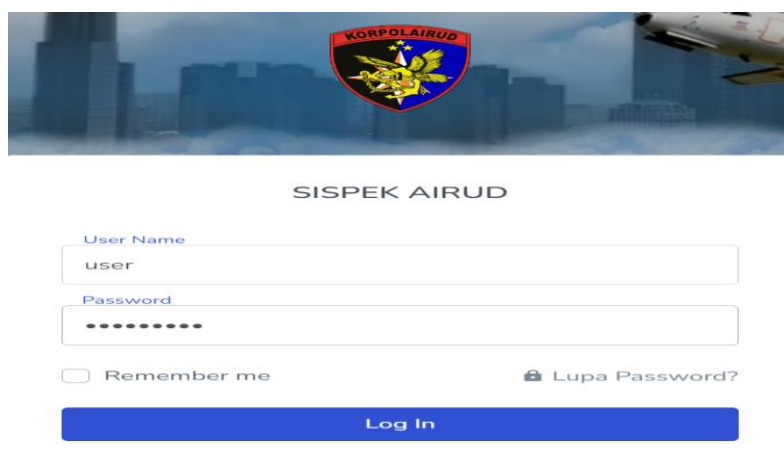 KORPOLAIRUD
SISPEK AIRUD
User Name
user
Password
•••••••••
Remember me
Lupa Password?
Log In